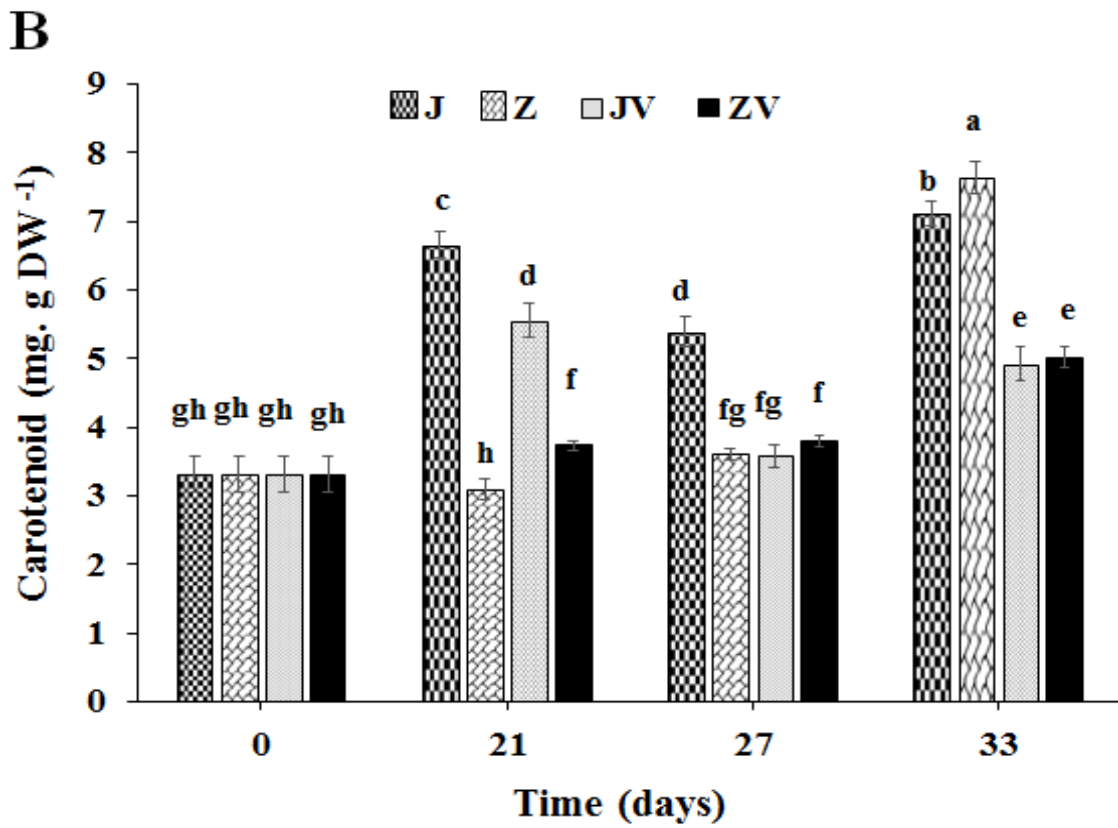 B
Carotenoid (mg. g DW -1)
9
8
7
6
5
4
3
2
1
0
J Z JV ZV
gh gh gh gh
c h d f
d fg fg f
b a e e
0 21 27 33
Time (days)